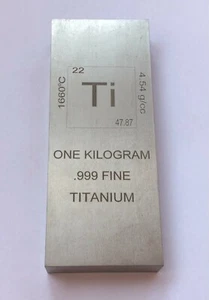 22
1660°C
Ti
4.54 g/cc
47.87
ONE KILOGRAM
.999 FINE
TITANIUM